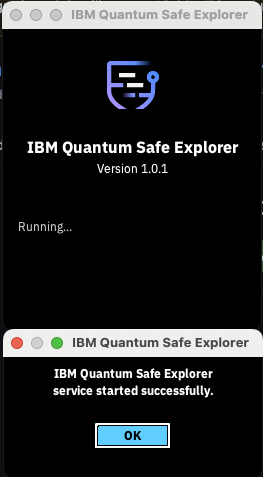 IBM Quantum Safe Explorer
IBM Quantum Safe Explorer
Version 1.0.1
Running...
IBM Quantum Safe Explorer
IBM Quantum Safe Explorer
service started successfully.
OK